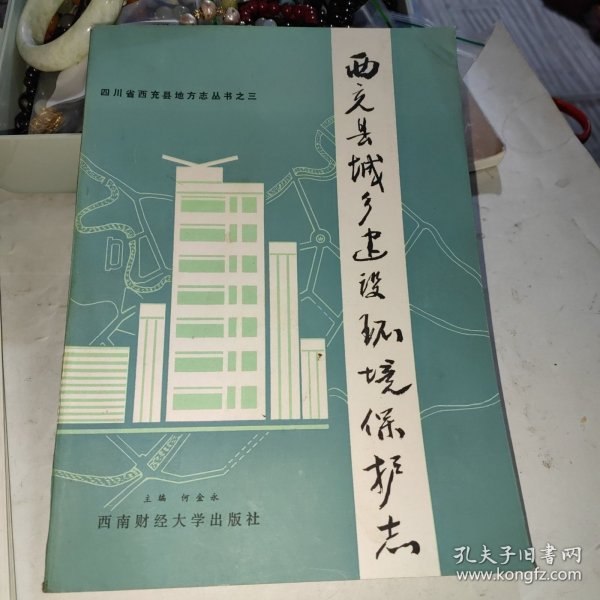 四川省西充县地方志丛书之三
西充县城乡建设环境保护志
主编 何金永
西南财经大学出版社
孔夫子旧书网
www.kongfz.com